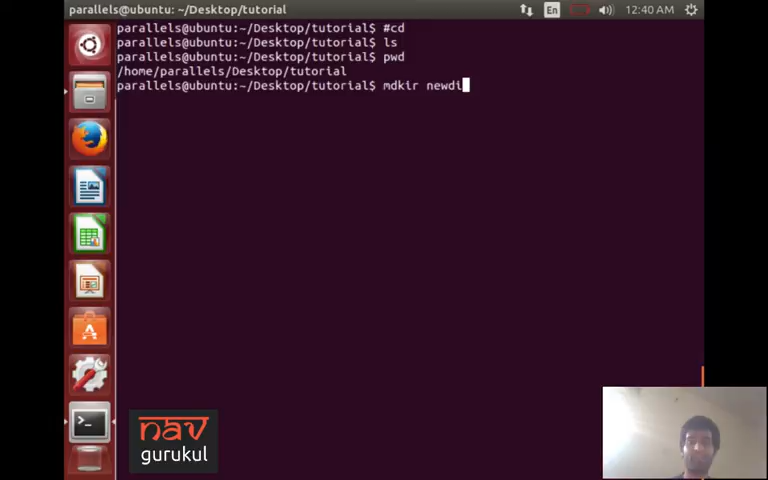 parallels@ubuntu: ~/Desktop/tutorial
En
12:40 AM
parallels@ubuntu:~/Desktop/tutorial$ #cd
parallels@ubuntu:~/Desktop/tutorial$ ls
parallels@ubuntu:~/Desktop/tutorial$ pwd
/home/parallels/Desktop/tutorial
parallels@ubuntu:~/Desktop/tutorial$ mdkir newdi
nav
gurukul